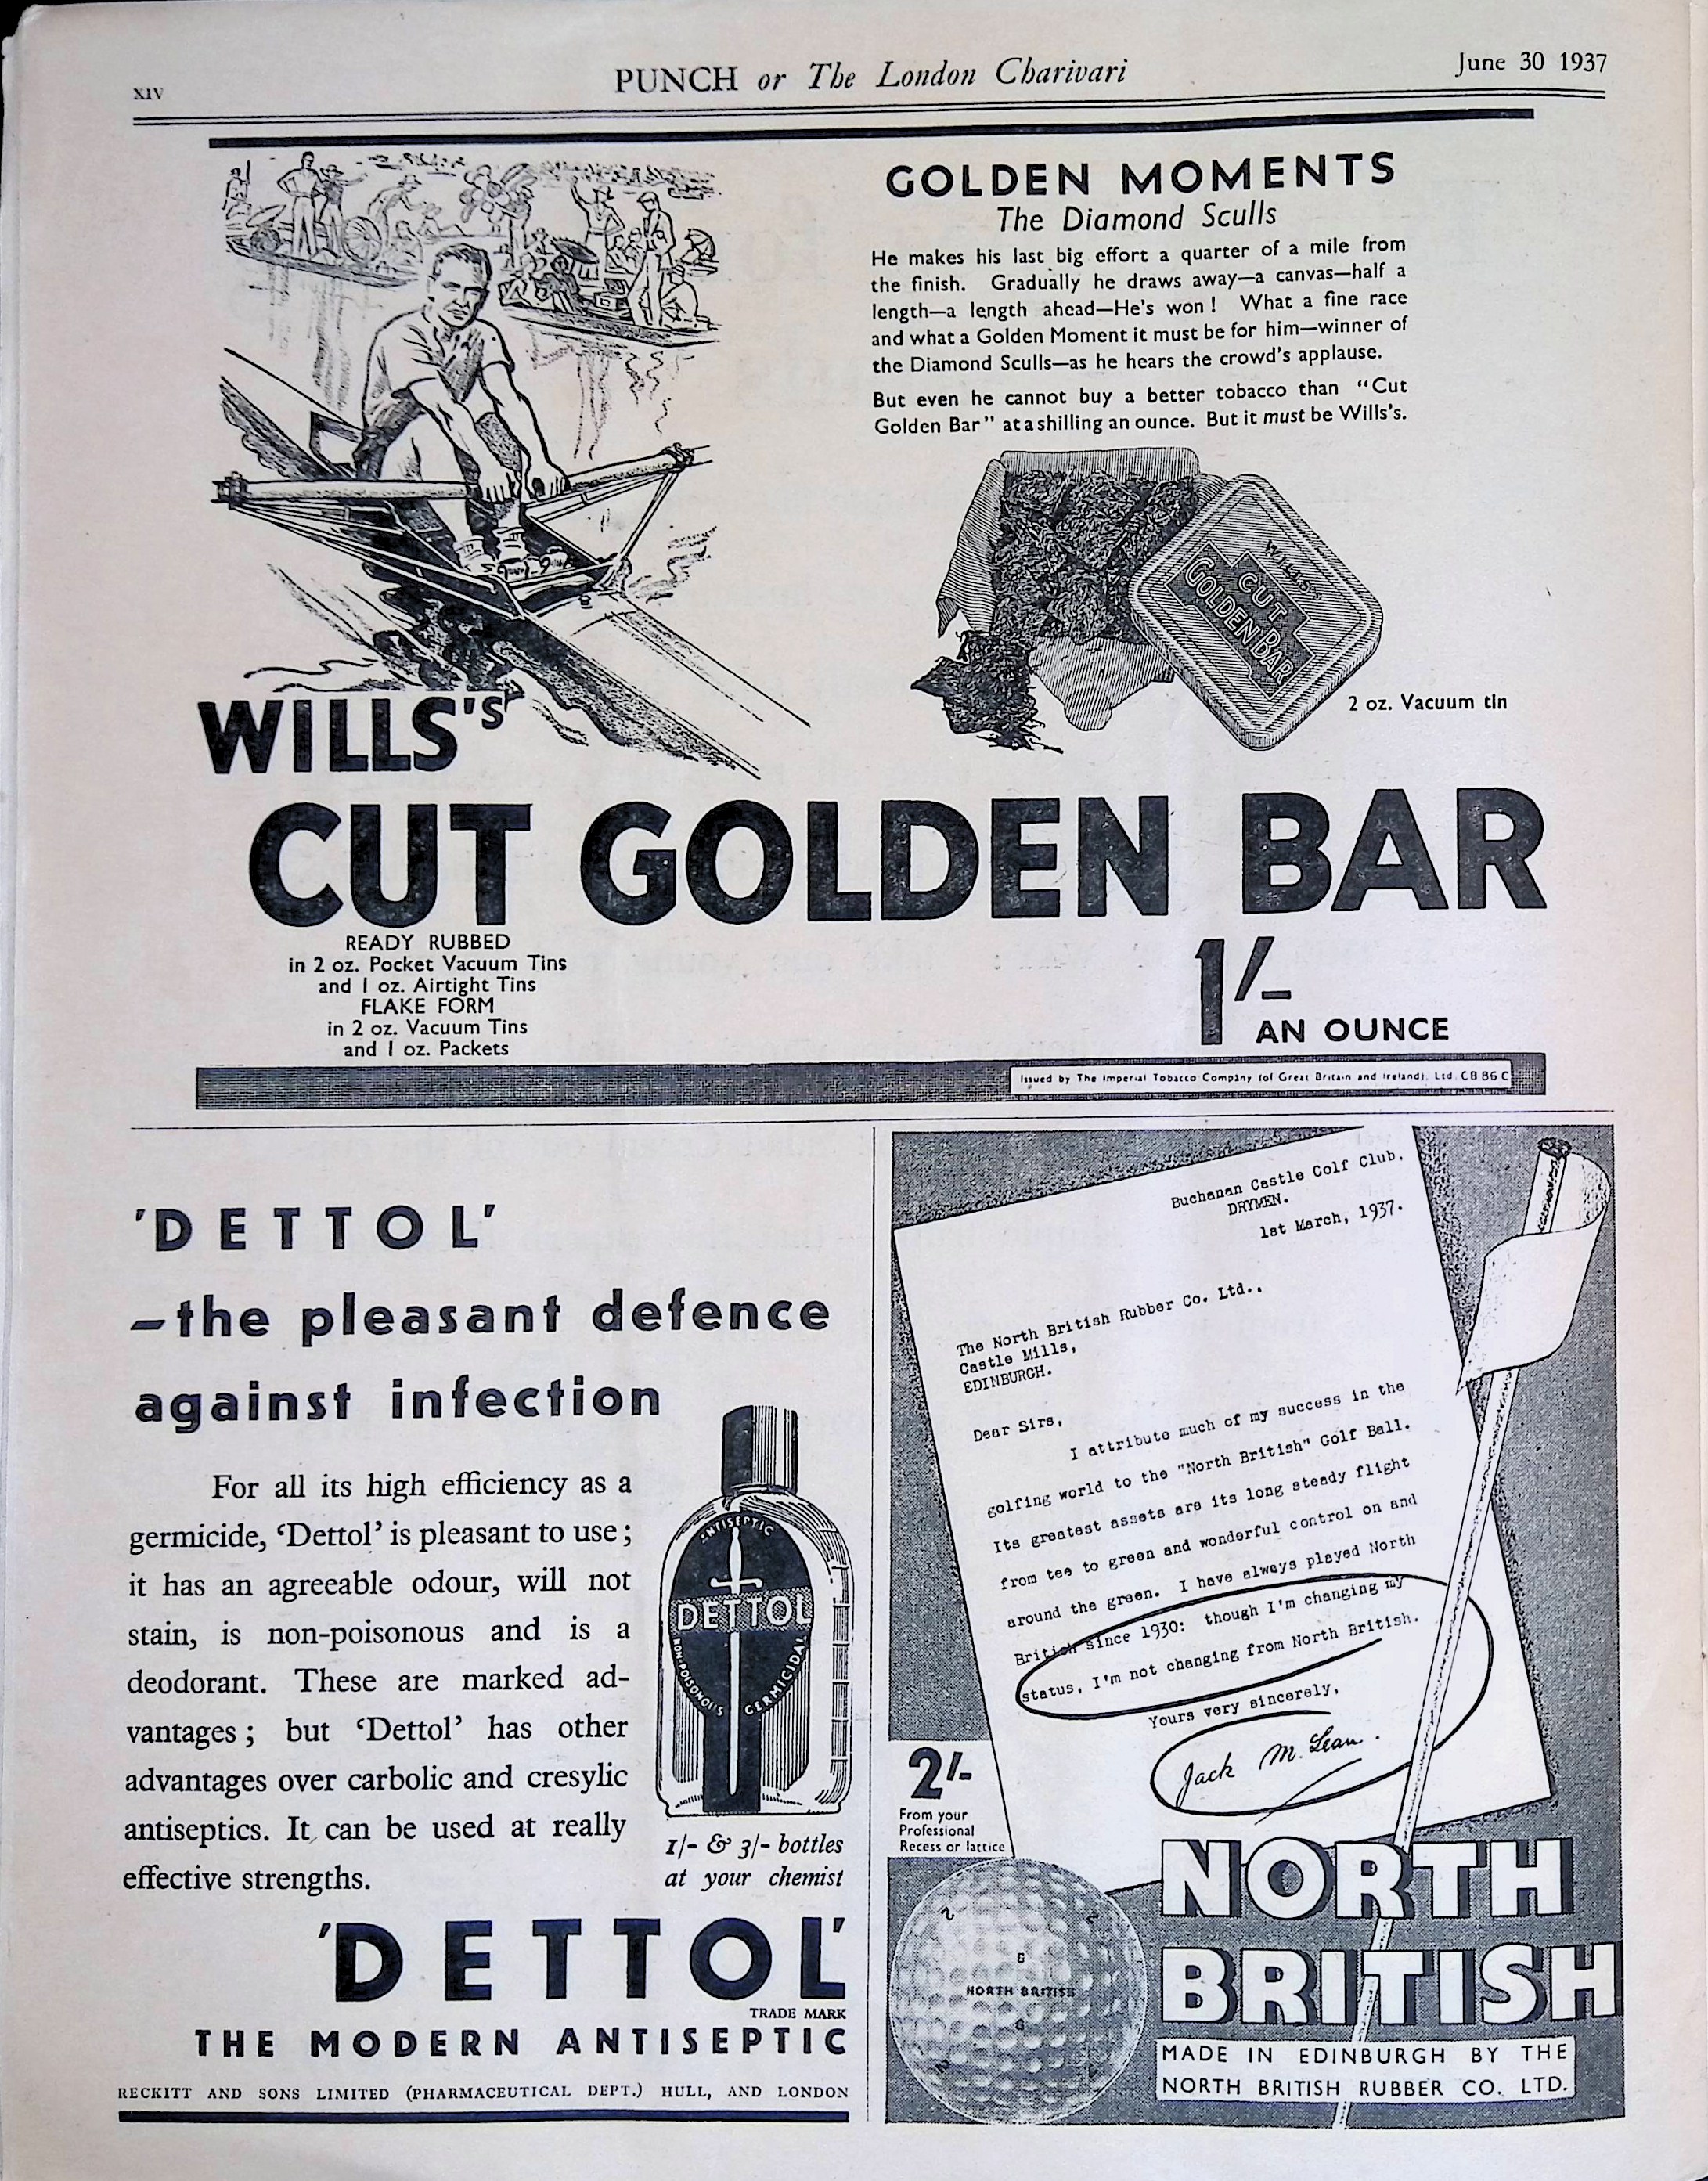 xiv
PUNCH or The London Charivari
June 30 1937
GOLDEN MOMENTS
The Diamond Sculls
He makes his last big effort a quarter of a mile from
the finish. Gradually he draws away—a canvas—half a
length—a length ahead—He's won! What a fine race
and what a Golden Moment it must be for him—winner of
the Diamond Sculls—as he hears the crowd's applause.
But even he cannot buy a better tobacco than "Cut
Golden Bar" at a shilling an ounce. But it must be Wills's.
WILLS'S
CUT
GOLDEN BAR
2 oz. Vacuum tin
WILLS'S
CUT GOLDEN BAR
READY RUBBED
in 2 oz. Pocket Vacuum Tins
and 1 oz. Airtight Tins
FLAKE FORM
in 2 oz. Vacuum Tins
and 1 oz. Packets
1/-
AN OUNCE
Issued by The Imperial Tobacco Company (of Great Britain and Ireland), Ltd. CB 86 C
'DETTOL'
—the pleasant defence
against infection
For all its high efficiency as a
germicide, 'Dettol' is pleasant to use;
it has an agreeable odour, will not
stain, is non-poisonous and is a
deodorant. These are marked ad-
vantages; but 'Dettol' has other
advantages over carbolic and cresylic
antiseptics. It can be used at really
effective strengths.
ANTISEPTIC
DETTOL
NON-POISONOUS
GERMICIDAL
1/- & 3/- bottles
at your chemist
'DETTOL'
TRADE MARK
THE MODERN ANTISEPTIC
RECKITT AND SONS LIMITED (PHARMACEUTICAL DEPT.) HULL, AND LONDON
Buchanan Castle Golf Club,
DRYMEN.
1st March, 1937.
The North British Rubber Co. Ltd.,
Castle Mills,
EDINBURGH.
Dear Sirs,
I attribute much of my success in the
golfing world to the "North British" Golf Ball.
Its greatest assets are its long steady flight
from tee to green and wonderful control on and
around the green. I have always played North
British since 1930: though I'm changing my
status, I'm not changing from North British.
Yours very sincerely,
Jack McLean.
2/-
From your
Professional
Recess or lattice
N
N
G
NORTH BRITISH
G
N
N
NORTH
BRITISH
MADE IN EDINBURGH BY THE
NORTH BRITISH RUBBER CO. LTD.